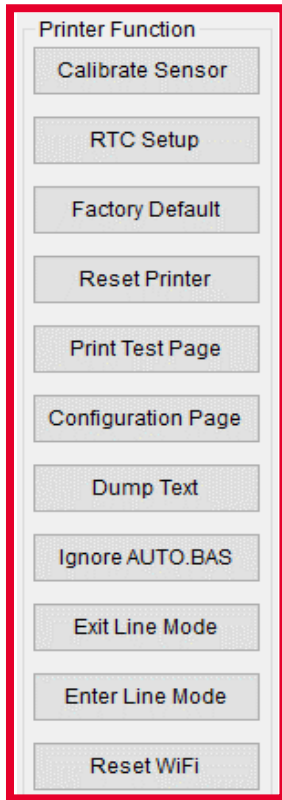 Printer Function
Calibrate Sensor
RTC Setup
Factory Default
Reset Printer
Print Test Page
Configuration Page
Dump Text
Ignore AUTO.BAS
Exit Line Mode
Enter Line Mode
Reset WiFi